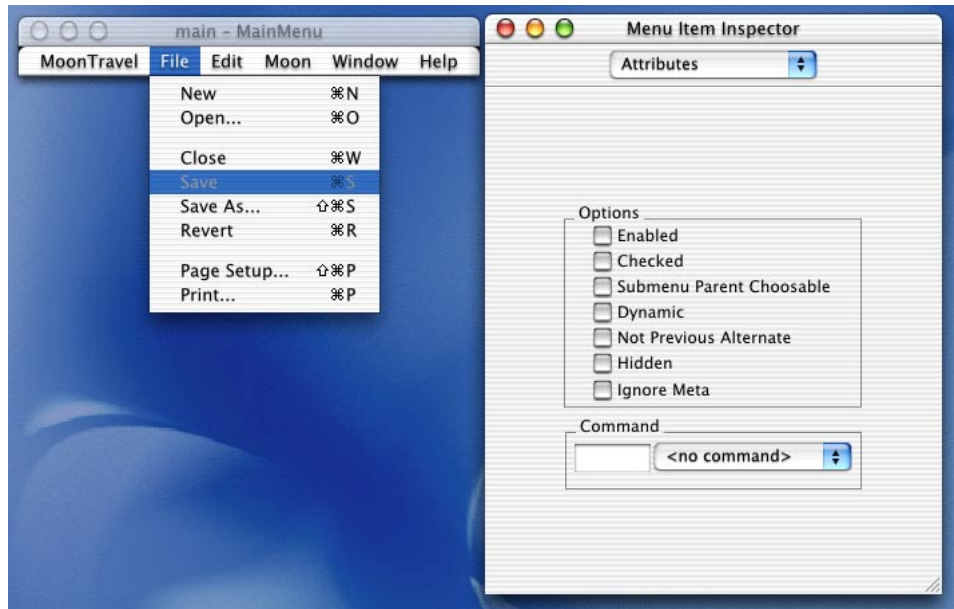 main - MainMenu
MoonTravel File Edit Moon Window Help
New ⌘N
Open... ⌘O
Close ⌘W
Save ⌘S
Save As... ⇧⌘S
Revert ⌘R
Page Setup... ⇧⌘P
Print... ⌘P
Menu Item Inspector
Attributes
Options
Enabled
Checked
Submenu Parent Choosable
Dynamic
Not Previous Alternate
Hidden
Ignore Meta
Command
<no command>